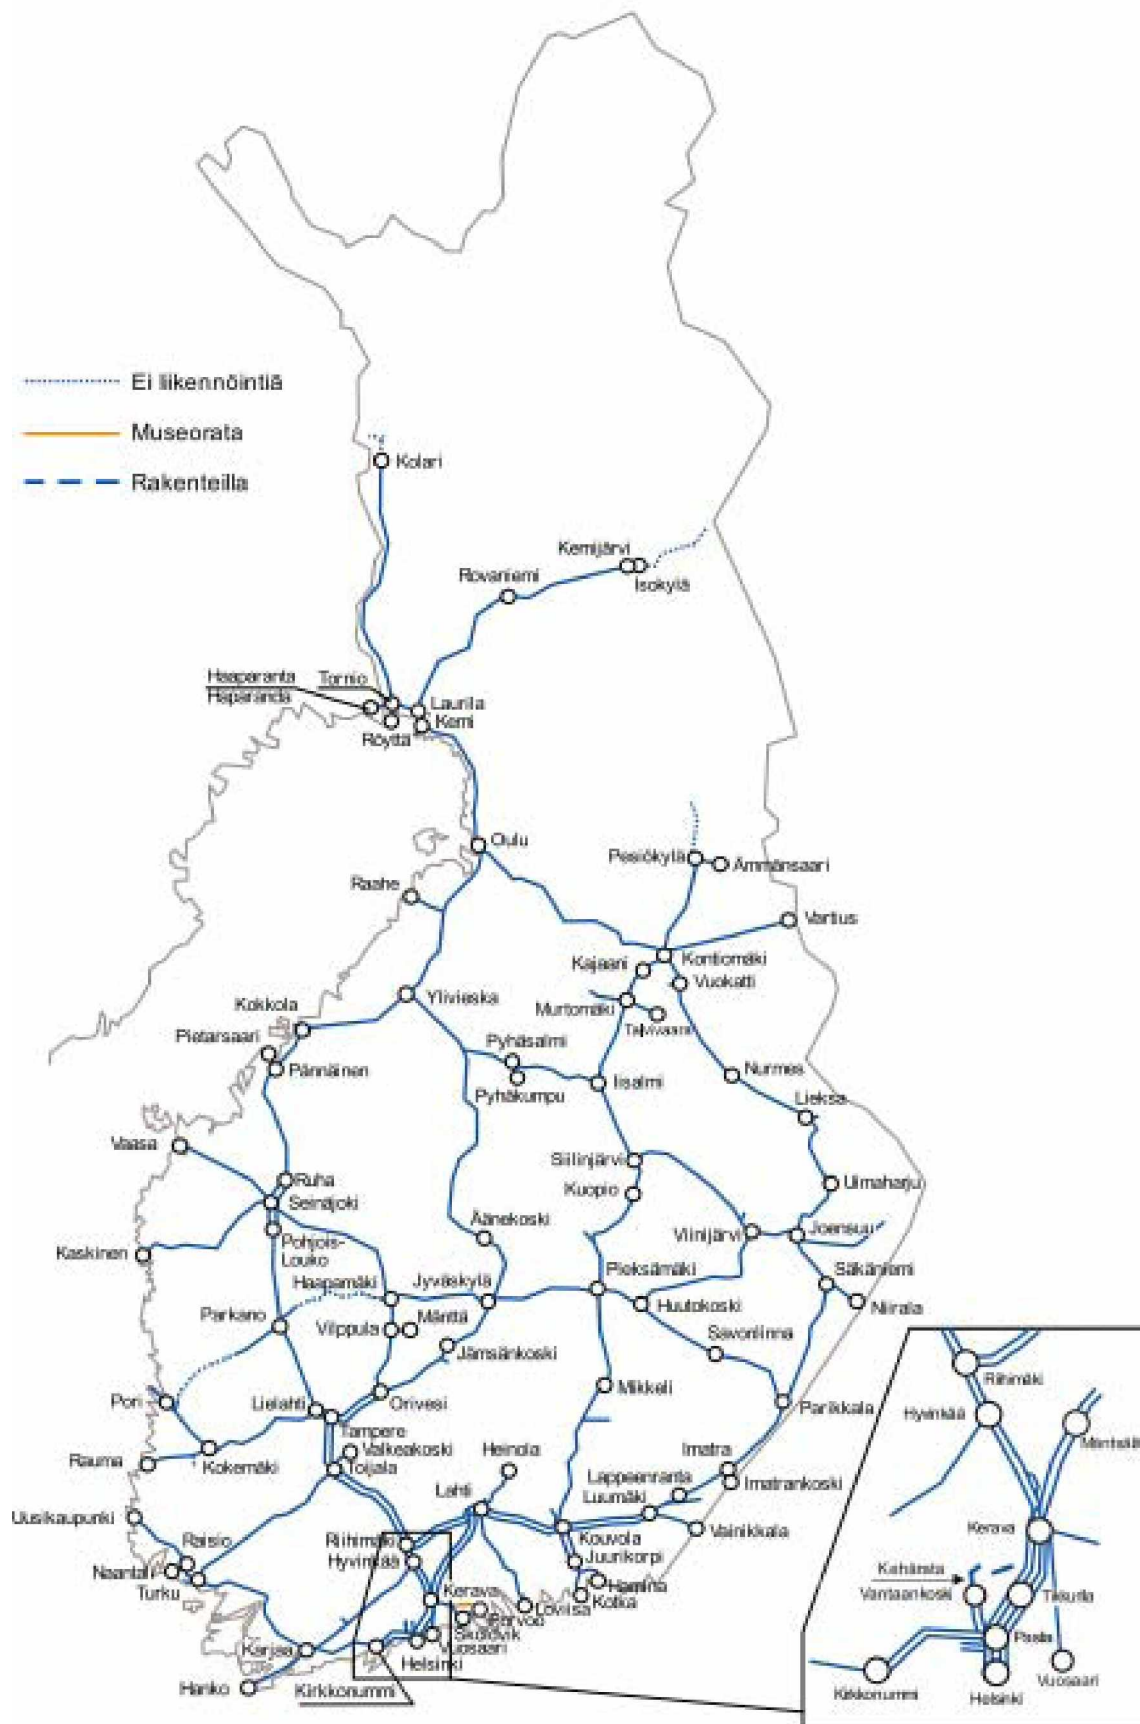 Ei liikennöintiä
Museorata
Rakenteilla
Kolari
Kemijärvi
Isokylä
Rovaniemi
Haaparanta
Haparanda
Tornio
Laurila
Kemi
Röyttä
Oulu
Raahe
Pesiökylä
Ämmänsaari
Vartius
Kontiomäki
Kajaani
Vuokatti
Murtomäki
Talvivaara
Ylivieska
Kokkola
Pietarsaari
Pännäinen
Pyhäsalmi
Pyhäkumpu
Iisalmi
Nurmes
Lieksa
Vaasa
Ruha
Seinäjoki
Pohjois-
Louko
Siilinjärvi
Kuopio
Uimaharju
Äänekoski
Viinijärvi
Joensuu
Kaskinen
Haapamäki
Jyväskylä
Pieksämäki
Huutokoski
Säkäniemi
Niirala
Parkano
Vilppula
Mänttä
Jämsänkoski
Savonlinna
Pori
Lielahti
Orivesi
Mikkeli
Parikkala
Tampere
Valkeakoski
Toijala
Heinola
Rauma
Kokemäki
Imatra
Imatrankoski
Lappeenranta
Luumäki
Lahti
Uusikaupunki
Raisio
Naantali
Turku
Riihimäki
Hyvinkää
Kouvola
Vainikkala
Juurikorpi
Hamina
Kotka
Kerava
Porvoo
Loviisa
Sköldvik
Vuosaari
Helsinki
Karjaa
Hanko
Kirkkonummi
Riihimäki
Hyvinkää
Mäntsälä
Kerava
Kehärata
Vantaankoski
Tikkurila
Pasila
Kirkkonummi
Helsinki
Vuosaari